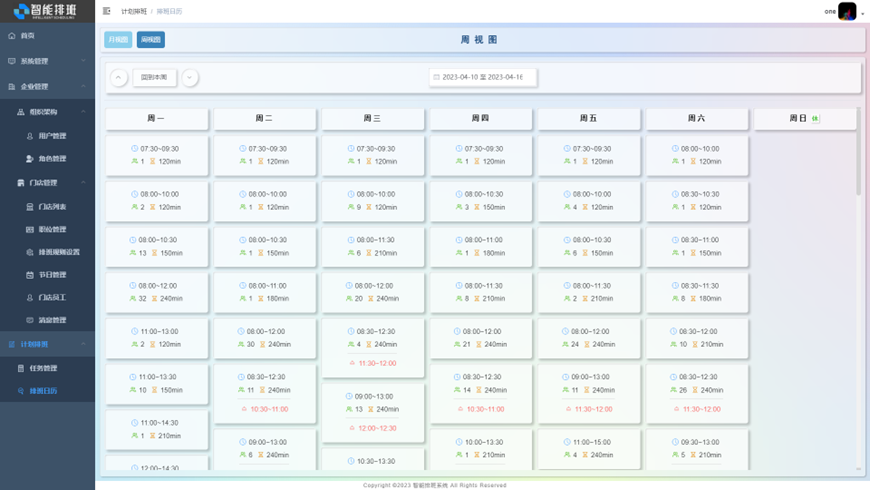 智能排班
INTELLIGENT SCHEDULING
首页
系统管理
企业管理
组织架构
用户管理
角色管理
门店管理
门店列表
职位管理
排班规则设置
节日管理
门店员工
消息管理
计划排班
任务管理
排班日历
计划排班 / 排班日历
one
月视图 周视图
周视图
回到本周
2023-04-10 至 2023-04-16
周一 周二 周三 周四 周五 周六 周日 休
07:30~09:30 07:30~09:30 07:30~09:30 07:30~09:30 07:30~09:30 08:00~10:00
1 120min 1 120min 1 120min 1 120min 1 120min 1 120min
08:00~10:00 08:00~10:00 08:00~10:00 08:00~10:30 08:00~10:00 08:30~10:30
2 120min 1 120min 9 120min 3 150min 4 120min 1 120min
08:00~10:30 08:00~10:30 08:00~11:30 08:00~11:00 08:00~10:30 08:30~11:00
13 150min 1 150min 6 210min 1 180min 6 150min 1 150min
08:00~12:00 08:00~11:00 08:00~12:00 08:00~11:30 08:00~11:30 08:30~11:30
32 240min 1 180min 20 240min 8 210min 2 210min 8 180min
11:00~13:00 08:00~12:00 08:30~12:30 08:00~12:00 08:00~12:00 08:30~12:00
2 120min 30 240min 4 240min 21 240min 24 240min 10 210min
11:30~12:00
11:00~13:30 08:30~12:30 08:30~12:30 09:00~13:00 08:30~12:30
10 150min 11 240min 14 240min 11 240min 26 240min
10:30~11:00 10:30~11:00 11:30~12:00 11:30~12:00
09:00~13:00
13 240min
12:00~12:30
11:00~14:30 09:00~13:00 10:00~13:30 11:00~15:00 09:30~13:00
1 210min 6 240min 1 210min 4 240min 5 210min
12:00~14:30 10:30~13:30
Copyright ©2023 智能排班系统 All Rights Reserved